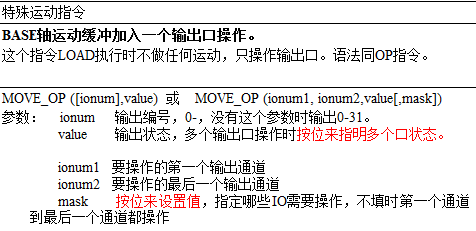 特殊运动指令
BASE轴运动缓冲加入一个输出口操作。
这个指令LOAD执行时不做任何运动，只操作输出口。语法同OP指令。
MOVE_OP ([ionum],value) 或 MOVE_OP (ionum1, ionum2,value[,mask])
参数： ionum 输出编号，0-，没有这个参数时输出0-31。
value 输出状态，多个输出口操作时按位来指明多个口状态。
ionum1 要操作的第一个输出通道
ionum2 要操作的最后一个输出通道
mask 按位来设置值，指定哪些IO需要操作，不填时第一个通道
到最后一个通道都操作